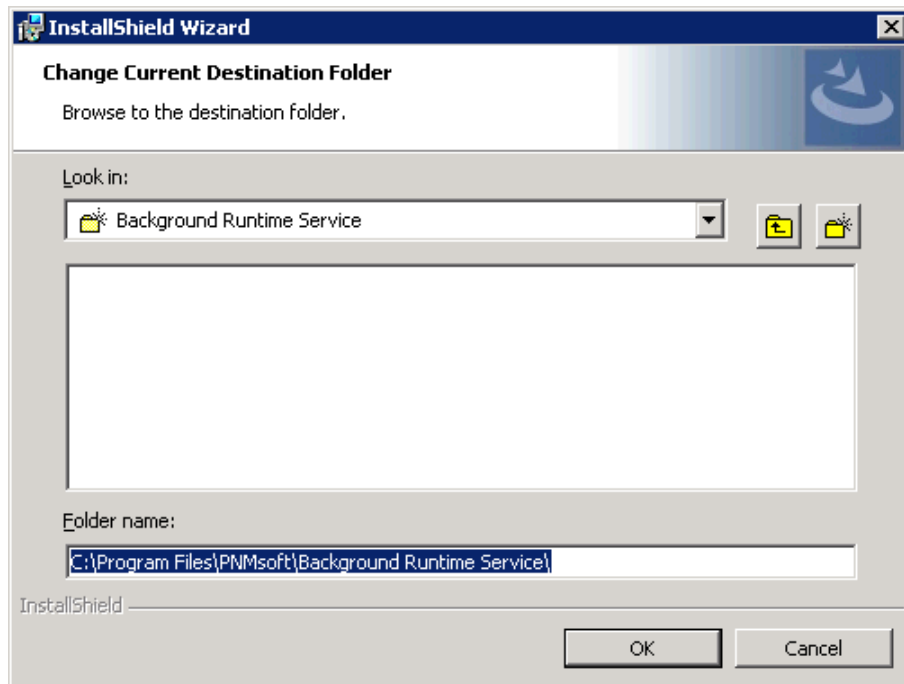 InstallShield Wizard
Change Current Destination Folder
Browse to the destination folder.
Look in:
Background Runtime Service
Folder name:
C:\Program Files\PNMsoft\Background Runtime Service\
InstallShield
OK Cancel